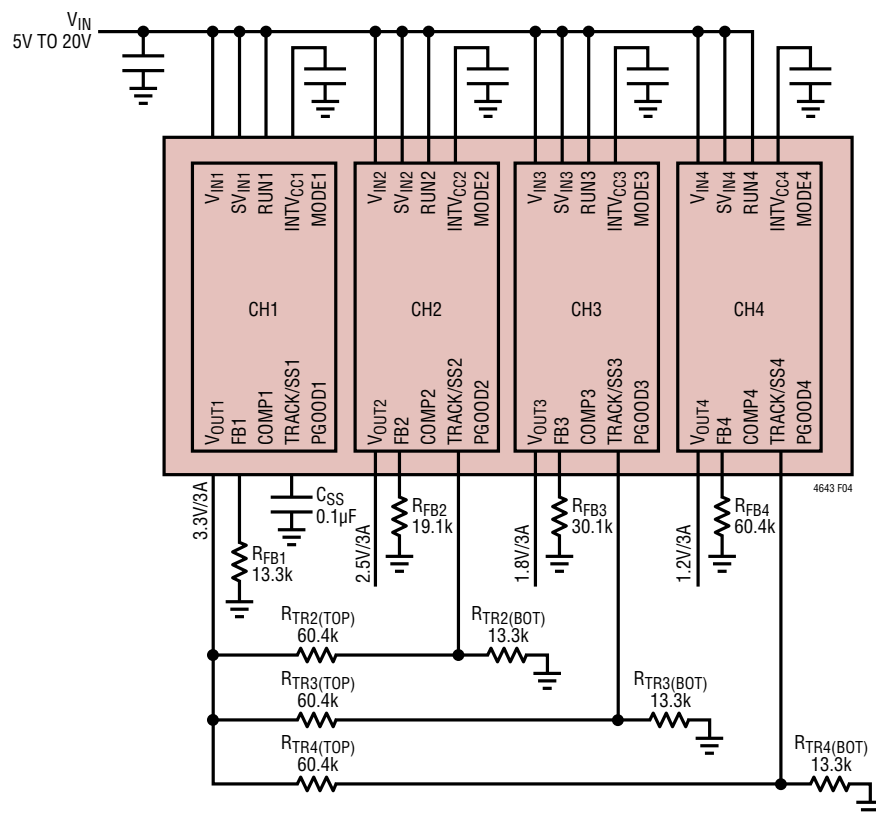 VIN
5V TO 20V
VIN1
SVIN1
RUN1
INTVCC1
MODE1
VIN2
SVIN2
RUN2
INTVCC2
MODE2
VIN3
SVIN3
RUN3
INTVCC3
MODE3
VIN4
SVIN4
RUN4
INTVCC4
MODE4
CH1
CH2
CH3
CH4
VOUT1
FB1
COMP1
TRACK/SS1
PGOOD1
VOUT2
FB2
COMP2
TRACK/SS2
PGOOD2
VOUT3
FB3
COMP3
TRACK/SS3
PGOOD3
VOUT4
FB4
COMP4
TRACK/SS4
PGOOD4
4643 F04
3.3V/3A
CSS
0.1µF
RFB1
13.3k
2.5V/3A
RFB2
19.1k
1.8V/3A
RFB3
30.1k
1.2V/3A
RFB4
60.4k
RTR2(TOP)
60.4k
RTR2(BOT)
13.3k
RTR3(TOP)
60.4k
RTR3(BOT)
13.3k
RTR4(TOP)
60.4k
RTR4(BOT)
13.3k